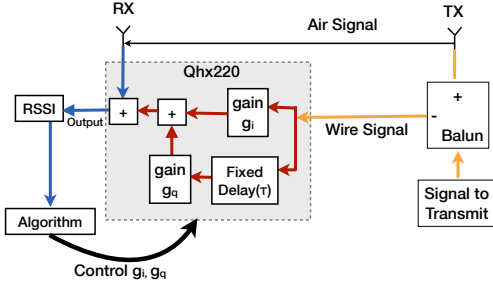 RX
TX
Air Signal
Qhx220
RSSI
Output
+
+
gain
gi
Wire Signal
-
+
Balun
gain
gq
Fixed
Delay(τ)
Signal to
Transmit
Algorithm
Control gi, gq